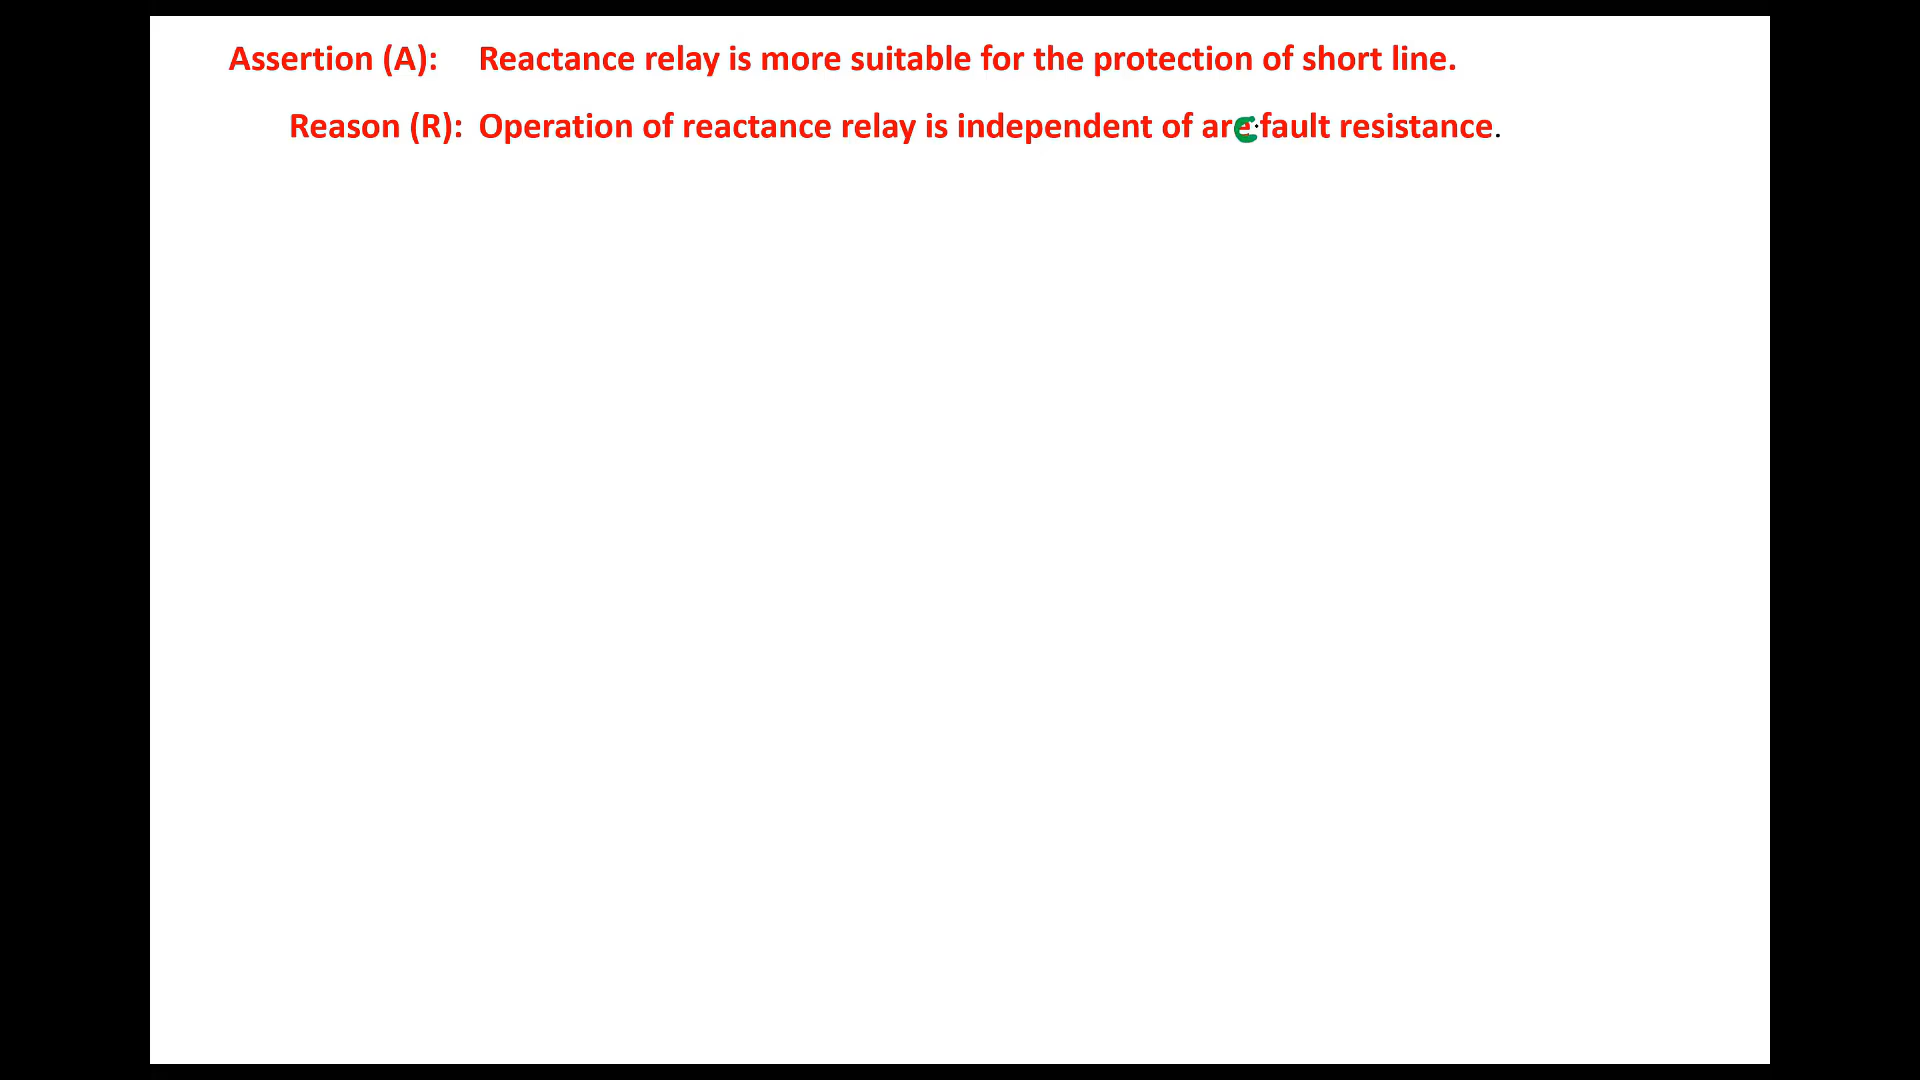 Assertion (A): Reactance relay is more suitable for the protection of short line.
Reason (R): Operation of reactance relay is independent of arc fault resistance.